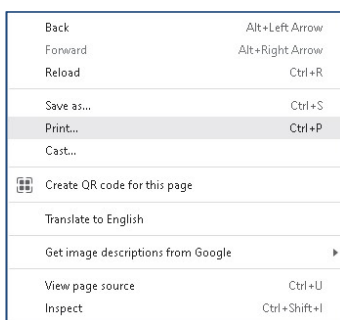 Back Alt+Left Arrow
Forward Alt+Right Arrow
Reload Ctrl+R
Save as... Ctrl+S
Print... Ctrl+P
Cast...
Create QR code for this page
Translate to English
Get image descriptions from Google
View page source Ctrl+U
Inspect Ctrl+Shift+I